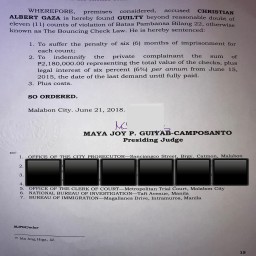 WHEREFORE, premises considered, accused CHRISTIAN
ALBERT GAZA is hereby found GUILTY beyond reasonable doubt of
eleven (11) counts of violation of Batas Pambansa Bilang 22, otherwise
known as The Bouncing Check Law. He is hereby sentenced:
1. To suffer the penalty of six (6) months of imprisonment for
each count;
2. To indemnify the private complainant the sum of
P2,180,000.00 representing the total value of the checks, plus
legal interest of six percent (6%) per annum from June 15,
2015, the date of the last demand until fully paid.
3. Plus costs.
SO ORDERED.
Malabon City. June 21, 2018.
MAYA JOY P. GUIYAB-CAMPOSANTO
Presiding Judge
1. OFFICE OF THE CITY PROSECUTOR- Street, Brgy. Catmon, Malabon
2.
3.
4.
5. OFFICE OF THE CLERK OF COURT-Metropolitan Trial Court, Malabon City
6. NATIONAL BUREAU OF INVESTIGATION-Taft Avenue, Manila
7. BUREAU OF IMMIGRATION-Magallanes Drive, Intramuros, Manila